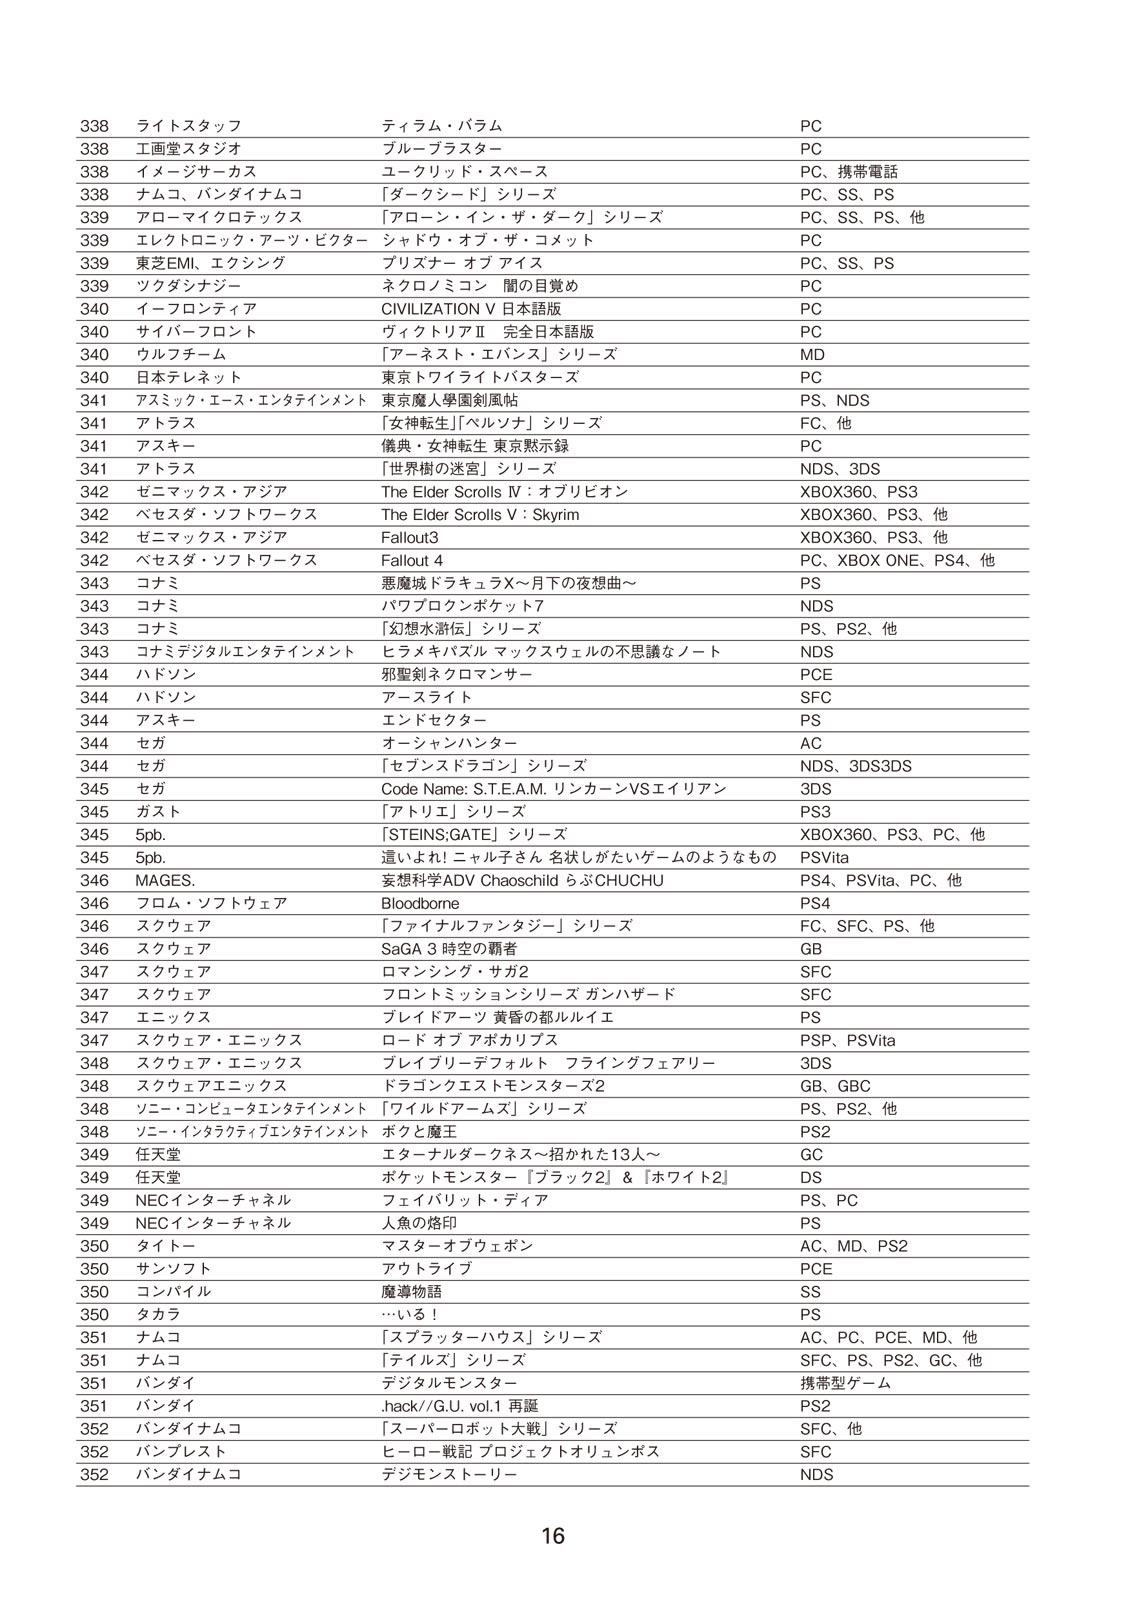 338 ライトスタッフ ティラム・バラム PC
338 工画堂スタジオ ブルーブラスター PC
338 イメージサーカス ユークリッド・スペース PC、携帯電話
338 ナムコ、バンダイナムコ 「ダークシード」シリーズ PC、SS、PS
339 アローマイクロテックス 「アローン・イン・ザ・ダーク」シリーズ PC、SS、PS、他
339 エレクトロニック・アーツ・ビクター シャドウ・オブ・ザ・コメット PC
339 東芝EMI、エクシング プリズナー オブ アイス PC、SS、PS
339 ツクダシナジー ネクロノミコン　闇の目覚め PC
340 イーフロンティア CIVILIZATION V 日本語版 PC
340 サイバーフロント ヴィクトリアⅡ　完全日本語版 PC
340 ウルフチーム 「アーネスト・エバンス」シリーズ MD
340 日本テレネット 東京トワイライトバスターズ PC
341 アスミック・エース・エンタテインメント 東京魔人學園剣風帖 PS、NDS
341 アトラス 「女神転生」「ペルソナ」シリーズ FC、他
341 アスキー 偽典・女神転生 東京黙示録 PC
341 アトラス 「世界樹の迷宮」シリーズ NDS、3DS
342 ゼニマックス・アジア The Elder Scrolls Ⅳ：オブリビオン XBOX360、PS3
342 ベセスダ・ソフトワークス The Elder Scrolls V：Skyrim XBOX360、PS3、他
342 ゼニマックス・アジア Fallout3 XBOX360、PS3、他
342 ベセスダ・ソフトワークス Fallout 4 PC、XBOX ONE、PS4、他
343 コナミ 悪魔城ドラキュラX～月下の夜想曲～ PS
343 コナミ パワプロクンポケット7 NDS
343 コナミ 「幻想水滸伝」シリーズ PS、PS2、他
343 コナミデジタルエンタテインメント ヒラメキパズル マックスウェルの不思議なノート NDS
344 ハドソン 邪聖剣ネクロマンサー PCE
344 ハドソン アースライト SFC
344 アスキー エンドセクター PS
344 セガ オーシャンハンター AC
344 セガ 「セブンスドラゴン」シリーズ NDS、3DS3DS
345 セガ Code Name: S.T.E.A.M. リンカーンVSエイリアン 3DS
345 ガスト 「アトリエ」シリーズ PS3
345 5pb. 「STEINS;GATE」シリーズ XBOX360、PS3、PC、他
345 5pb. 這いよれ! ニャル子さん 名状しがたいゲームのようなもの PSVita
346 MAGES. 妄想科学ADV Chaoschild らぶCHUCHU PS4、PSVita、PC、他
346 フロム・ソフトウェア Bloodborne PS4
346 スクウェア 「ファイナルファンタジー」シリーズ FC、SFC、PS、他
346 スクウェア SaGA 3 時空の覇者 GB
347 スクウェア ロマンシング・サガ2 SFC
347 スクウェア フロントミッションシリーズ ガンハザード SFC
347 エニックス ブレイドアーツ 黄昏の都ルルイエ PS
347 スクウェア・エニックス ロード オブ アポカリプス PSP、PSVita
348 スクウェア・エニックス ブレイブリーデフォルト　フライングフェアリー 3DS
348 スクウェアエニックス ドラゴンクエストモンスターズ2 GB、GBC
348 ソニー・コンピュータエンタテインメント 「ワイルドアームズ」シリーズ PS、PS2、他
348 ソニー・インタラクティブエンタテインメント ボクと魔王 PS2
349 任天堂 エターナルダークネス～招かれた13人～ GC
349 任天堂 ポケットモンスター『ブラック2』&『ホワイト2』 DS
349 NECインターチャネル フェイバリット・ディア PS、PC
349 NECインターチャネル 人魚の烙印 PS
350 タイトー マスターオブウェポン AC、MD、PS2
350 サンソフト アウトライブ PCE
350 コンパイル 魔導物語 SS
350 タカラ …いる！ PS
351 ナムコ 「スプラッターハウス」シリーズ AC、PC、PCE、MD、他
351 ナムコ 「テイルズ」シリーズ SFC、PS、PS2、GC、他
351 バンダイ デジタルモンスター 携帯型ゲーム
351 バンダイ .hack//G.U. vol.1 再誕 PS2
352 バンダイナムコ 「スーパーロボット大戦」シリーズ SFC、他
352 バンプレスト ヒーロー戦記 プロジェクトオリュンポス SFC
352 バンダイナムコ デジモンストーリー NDS
16